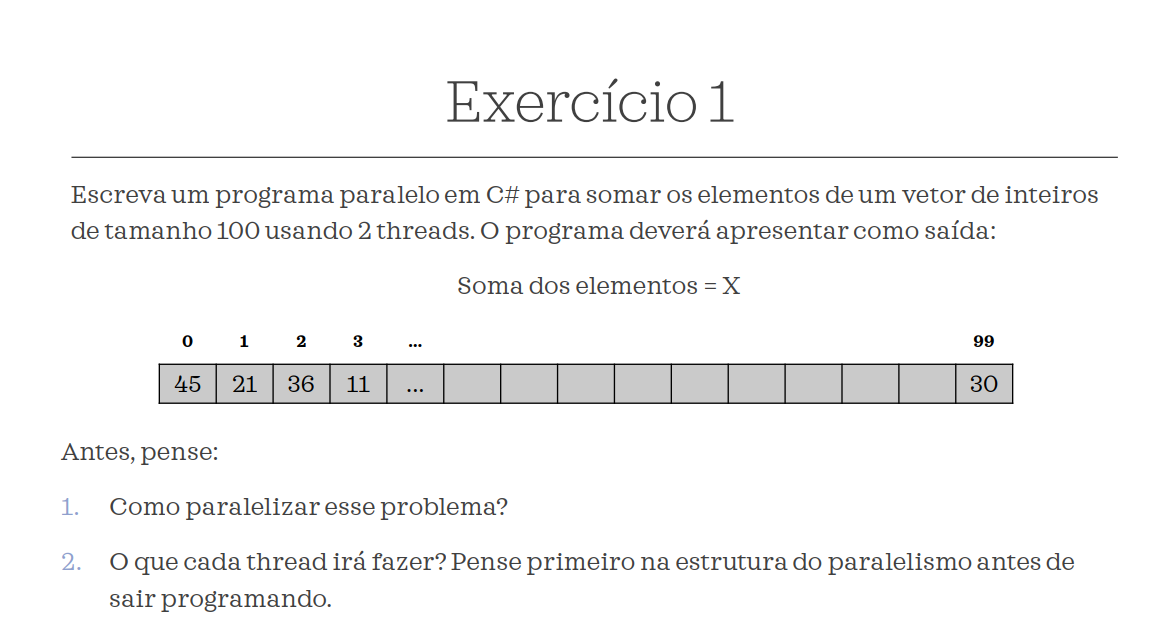 Exercício 1
Escreva um programa paralelo em C# para somar os elementos de um vetor de inteiros
de tamanho 100 usando 2 threads. O programa deverá apresentar como saída:
Soma dos elementos = X
0 1 2 3 ... 99
45 21 36 11 ... 30
Antes, pense:
1. Como paralelizar esse problema?
2. O que cada thread irá fazer? Pense primeiro na estrutura do paralelismo antes de
sair programando.